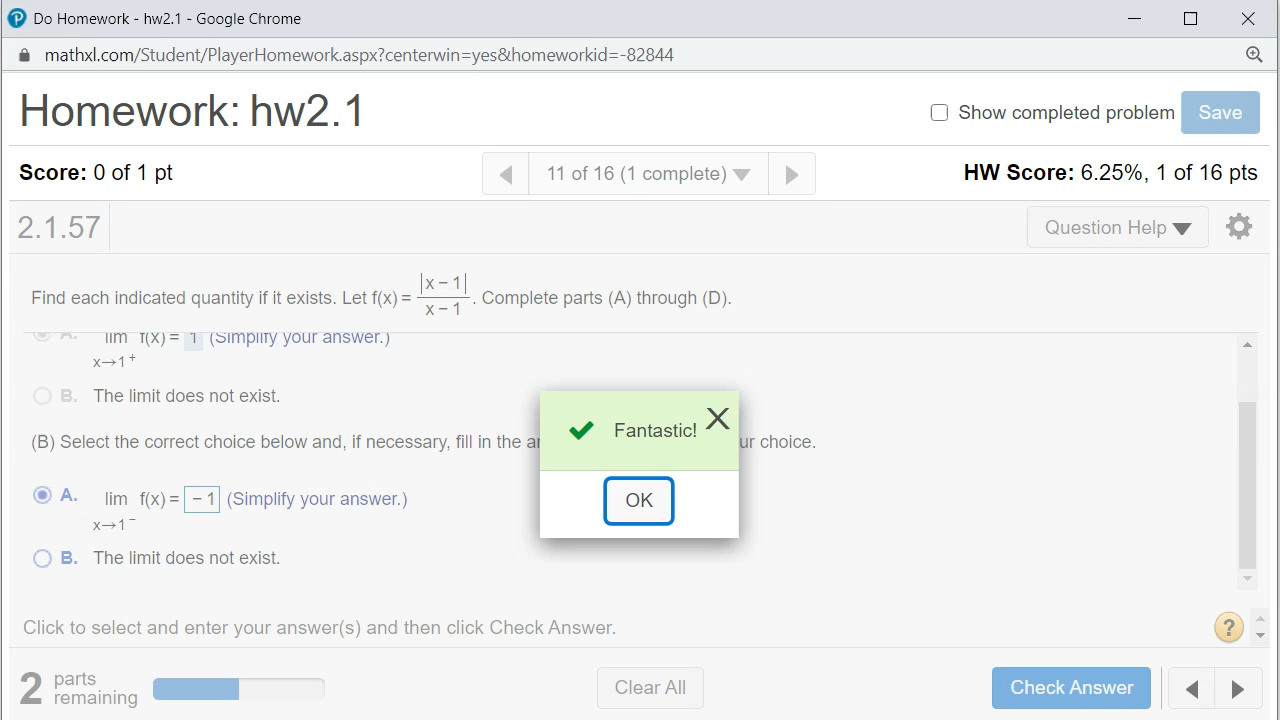 Do Homework - hw2.1 - Google Chrome
mathxl.com/Student/PlayerHomework.aspx?centerwin=yes&homeworkid=-82844
Homework: hw2.1
Show completed problem
Save
Score: 0 of 1 pt
11 of 16 (1 complete)
HW Score: 6.25%, 1 of 16 pts
2.1.57
Question Help
Find each indicated quantity if it exists. Let f(x) = |x − 1| / x − 1. Complete parts (A) through (D).
A. lim f(x) = 1 (Simplify your answer.)
x→1⁺
B. The limit does not exist.
(B) Select the correct choice below and, if necessary, fill in the
ur choice.
A. lim f(x) = − 1 (Simplify your answer.)
x→1⁻
B. The limit does not exist.
Fantastic!
OK
Click to select and enter your answer(s) and then click Check Answer.
?
2 parts
remaining
Clear All
Check Answer